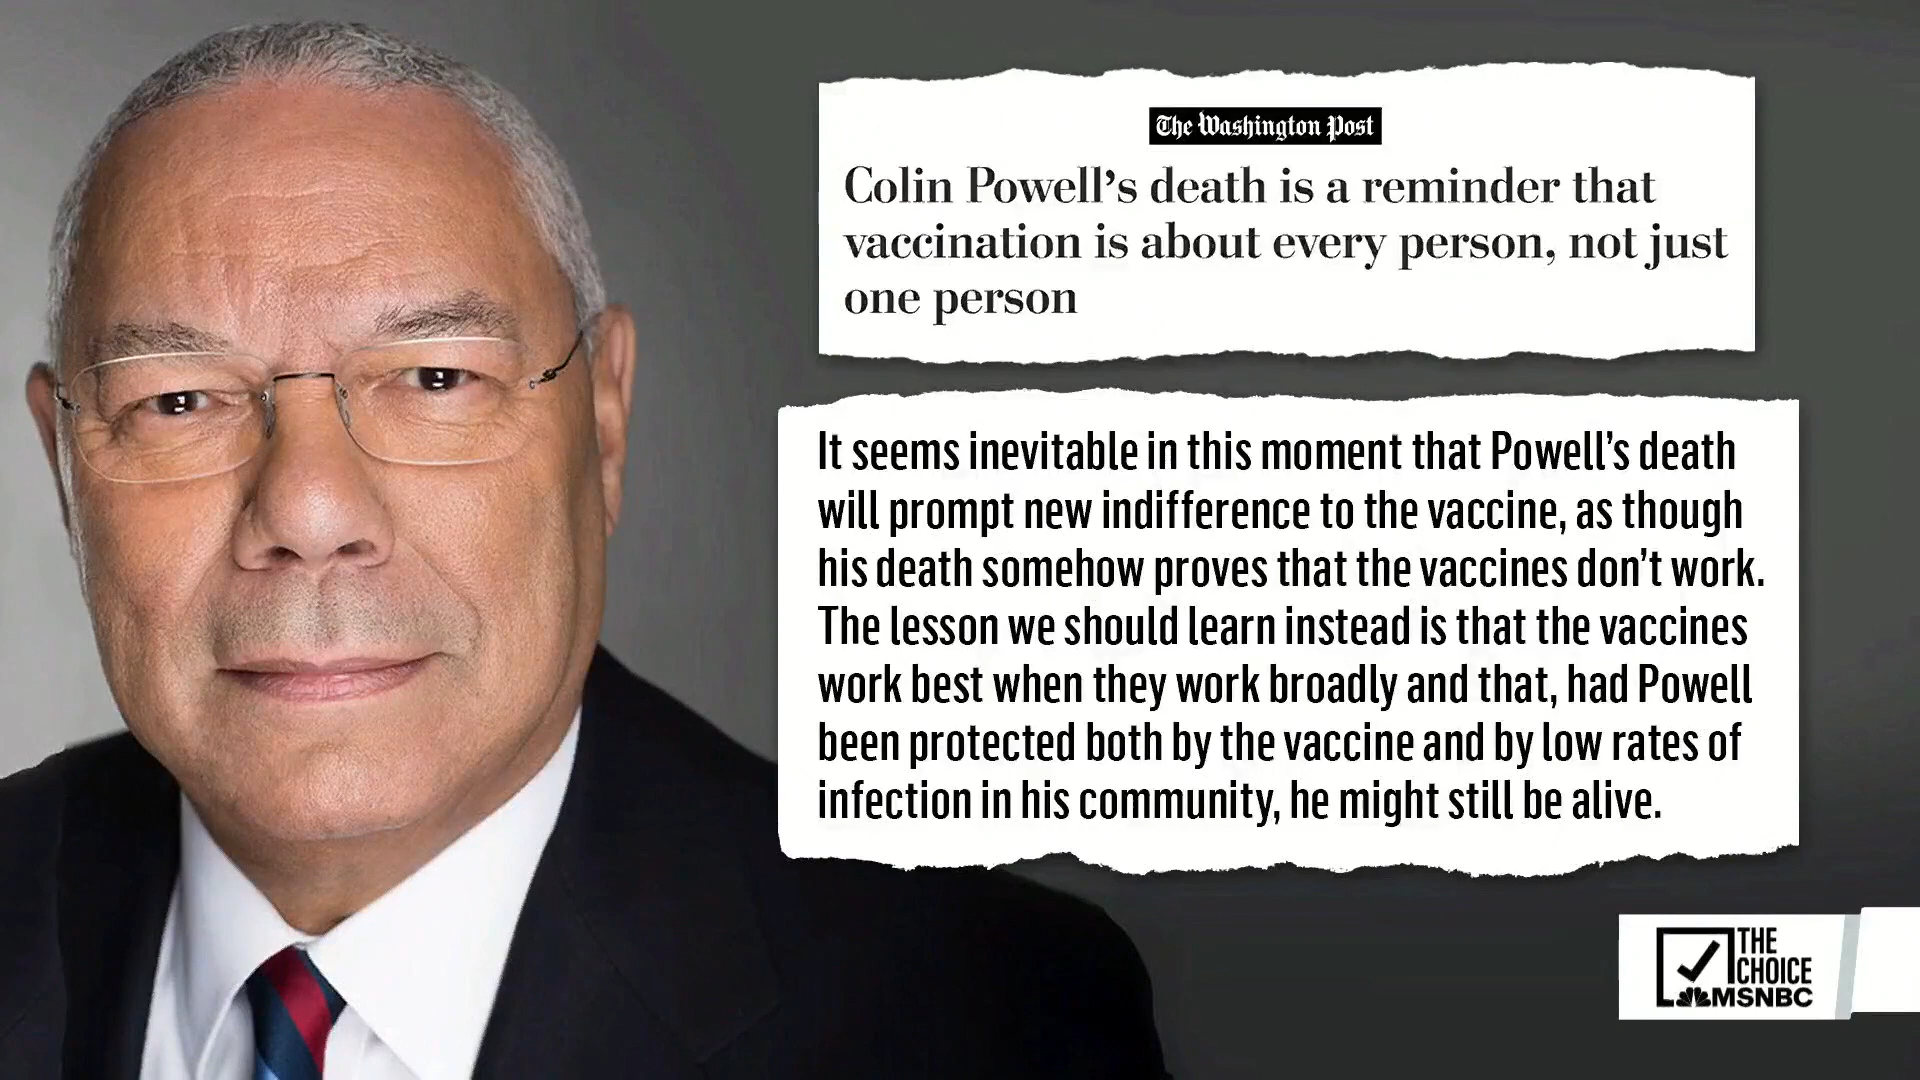 The Washington Post
Colin Powell’s death is a reminder that
vaccination is about every person, not just
one person
It seems inevitable in this moment that Powell’s death
will prompt new indifference to the vaccine, as though
his death somehow proves that the vaccines don’t work.
The lesson we should learn instead is that the vaccines
work best when they work broadly and that, had Powell
been protected both by the vaccine and by low rates of
infection in his community, he might still be alive.
THE
CHOICE
MSNBC